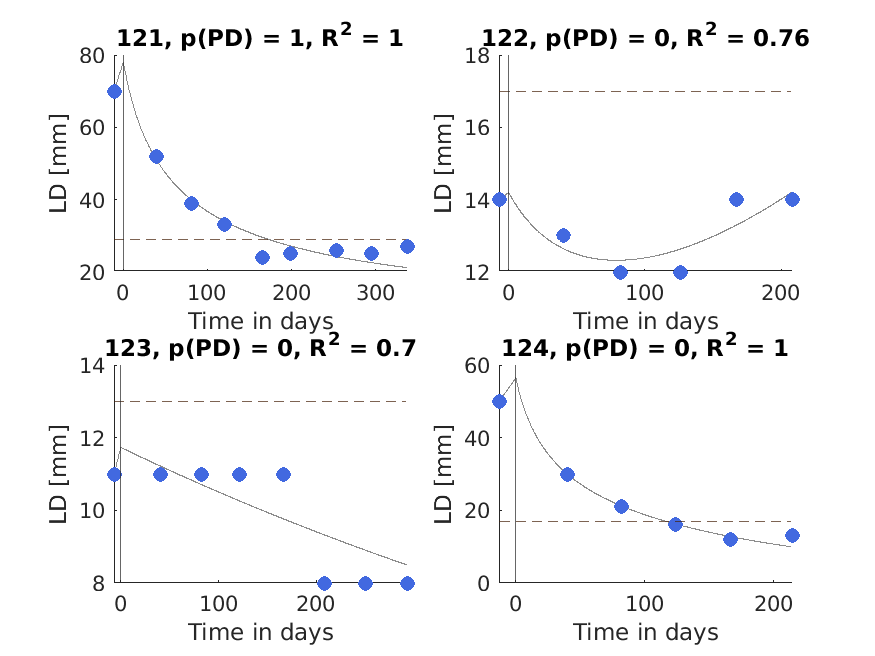 121, p(PD) = 1, R² = 1
80
60
40
20
LD [mm]
0 100 200 300
Time in days
122, p(PD) = 0, R² = 0.76
18
16
14
12
LD [mm]
0 100 200
Time in days
123, p(PD) = 0, R² = 0.7
14
12
10
8
LD [mm]
0 100 200
Time in days
124, p(PD) = 0, R² = 1
60
40
20
0
LD [mm]
0 100 200
Time in days